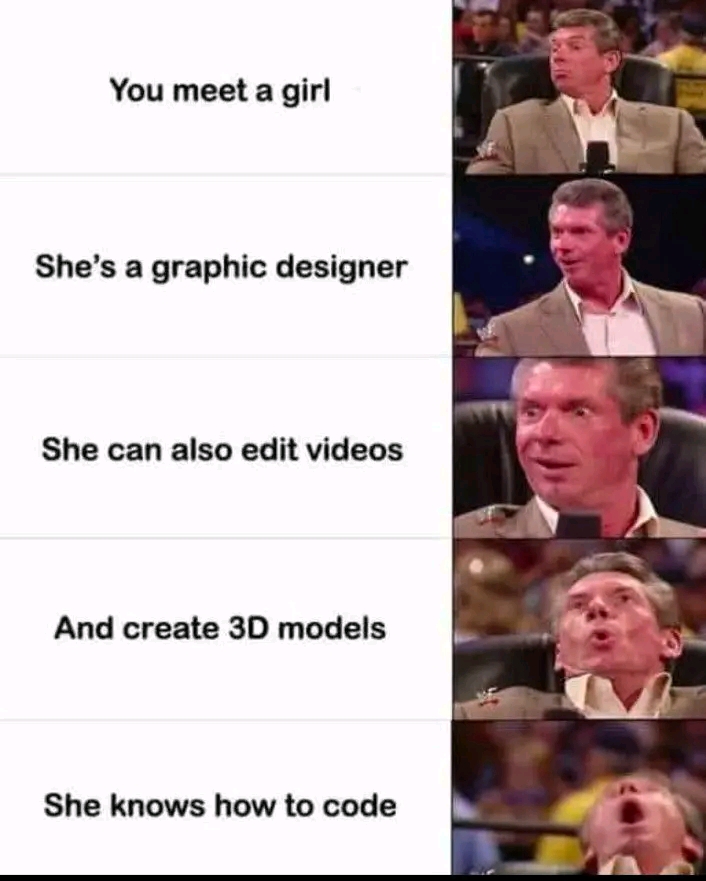 You meet a girl
She's a graphic designer
She can also edit videos
And create 3D models
She knows how to code